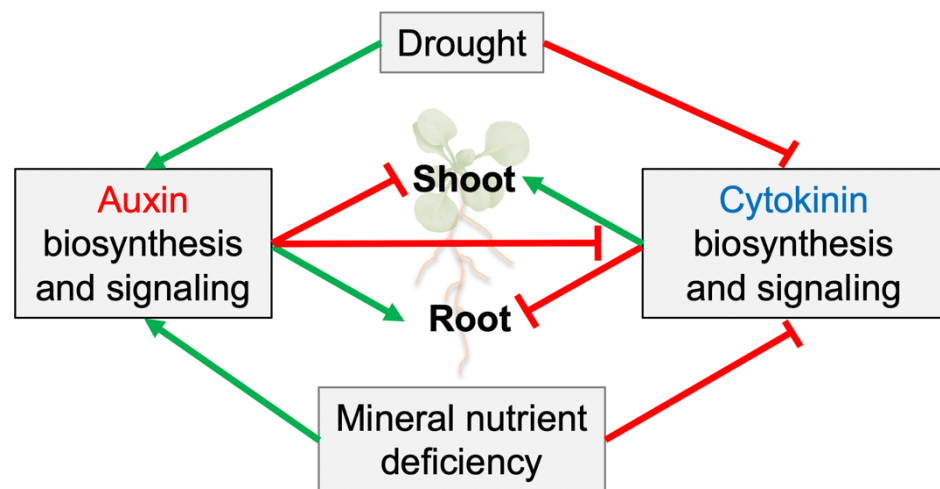 Drought
Auxin
biosynthesis
and signaling
Shoot
Root
Cytokinin
biosynthesis
and signaling
Mineral nutrient
deficiency